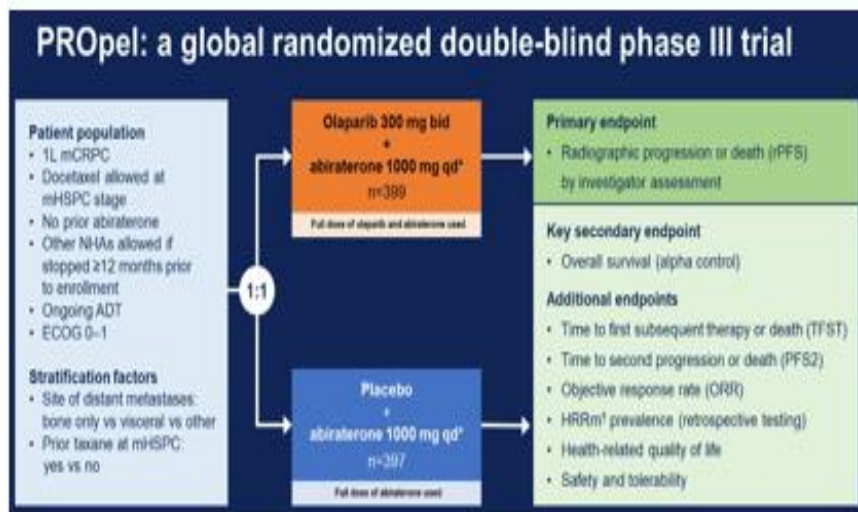 PROpel: a global randomized double-blind phase III trial
Patient population
• 1L mCRPC
• Docetaxel allowed at
mHSPC stage
• No prior abiraterone
• Other NHAs allowed if
stopped ≥12 months prior
to enrollment
• Ongoing ADT
• ECOG 0–1
Stratification factors
• Site of distant metastases:
bone only vs visceral vs other
• Prior taxane at mHSPC:
yes vs no
1:1
Olaparib 300 mg bid
+
abiraterone 1000 mg qd*
n=399
Full dose of olaparib and abiraterone used
Placebo
+
abiraterone 1000 mg qd*
n=397
Full dose of abiraterone used
Primary endpoint
• Radiographic progression or death (rPFS)
by investigator assessment
Key secondary endpoint
• Overall survival (alpha control)
Additional endpoints
• Time to first subsequent therapy or death (TFST)
• Time to second progression or death (PFS2)
• Objective response rate (ORR)
• HRRm† prevalence (retrospective testing)
• Health-related quality of life
• Safety and tolerability